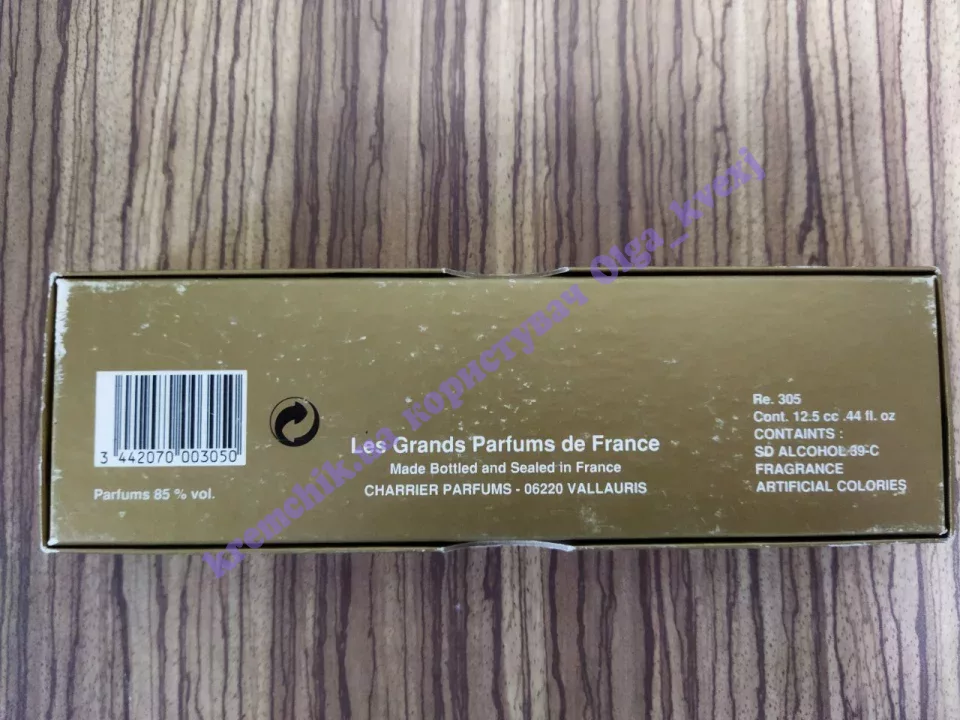 3 442070 003050
Parfums 85 % vol.
Les Grands Parfums de France
Made Bottled and Sealed in France
CHARRIER PARFUMS - 06220 VALLAURIS
Re. 305
Cont. 12.5 cc .44 fl. oz
CONTAINTS :
SD ALCOHOL 39-C
FRAGRANCE
ARTIFICIAL COLORIES
kremchik.ua користувач Olga_kvexj